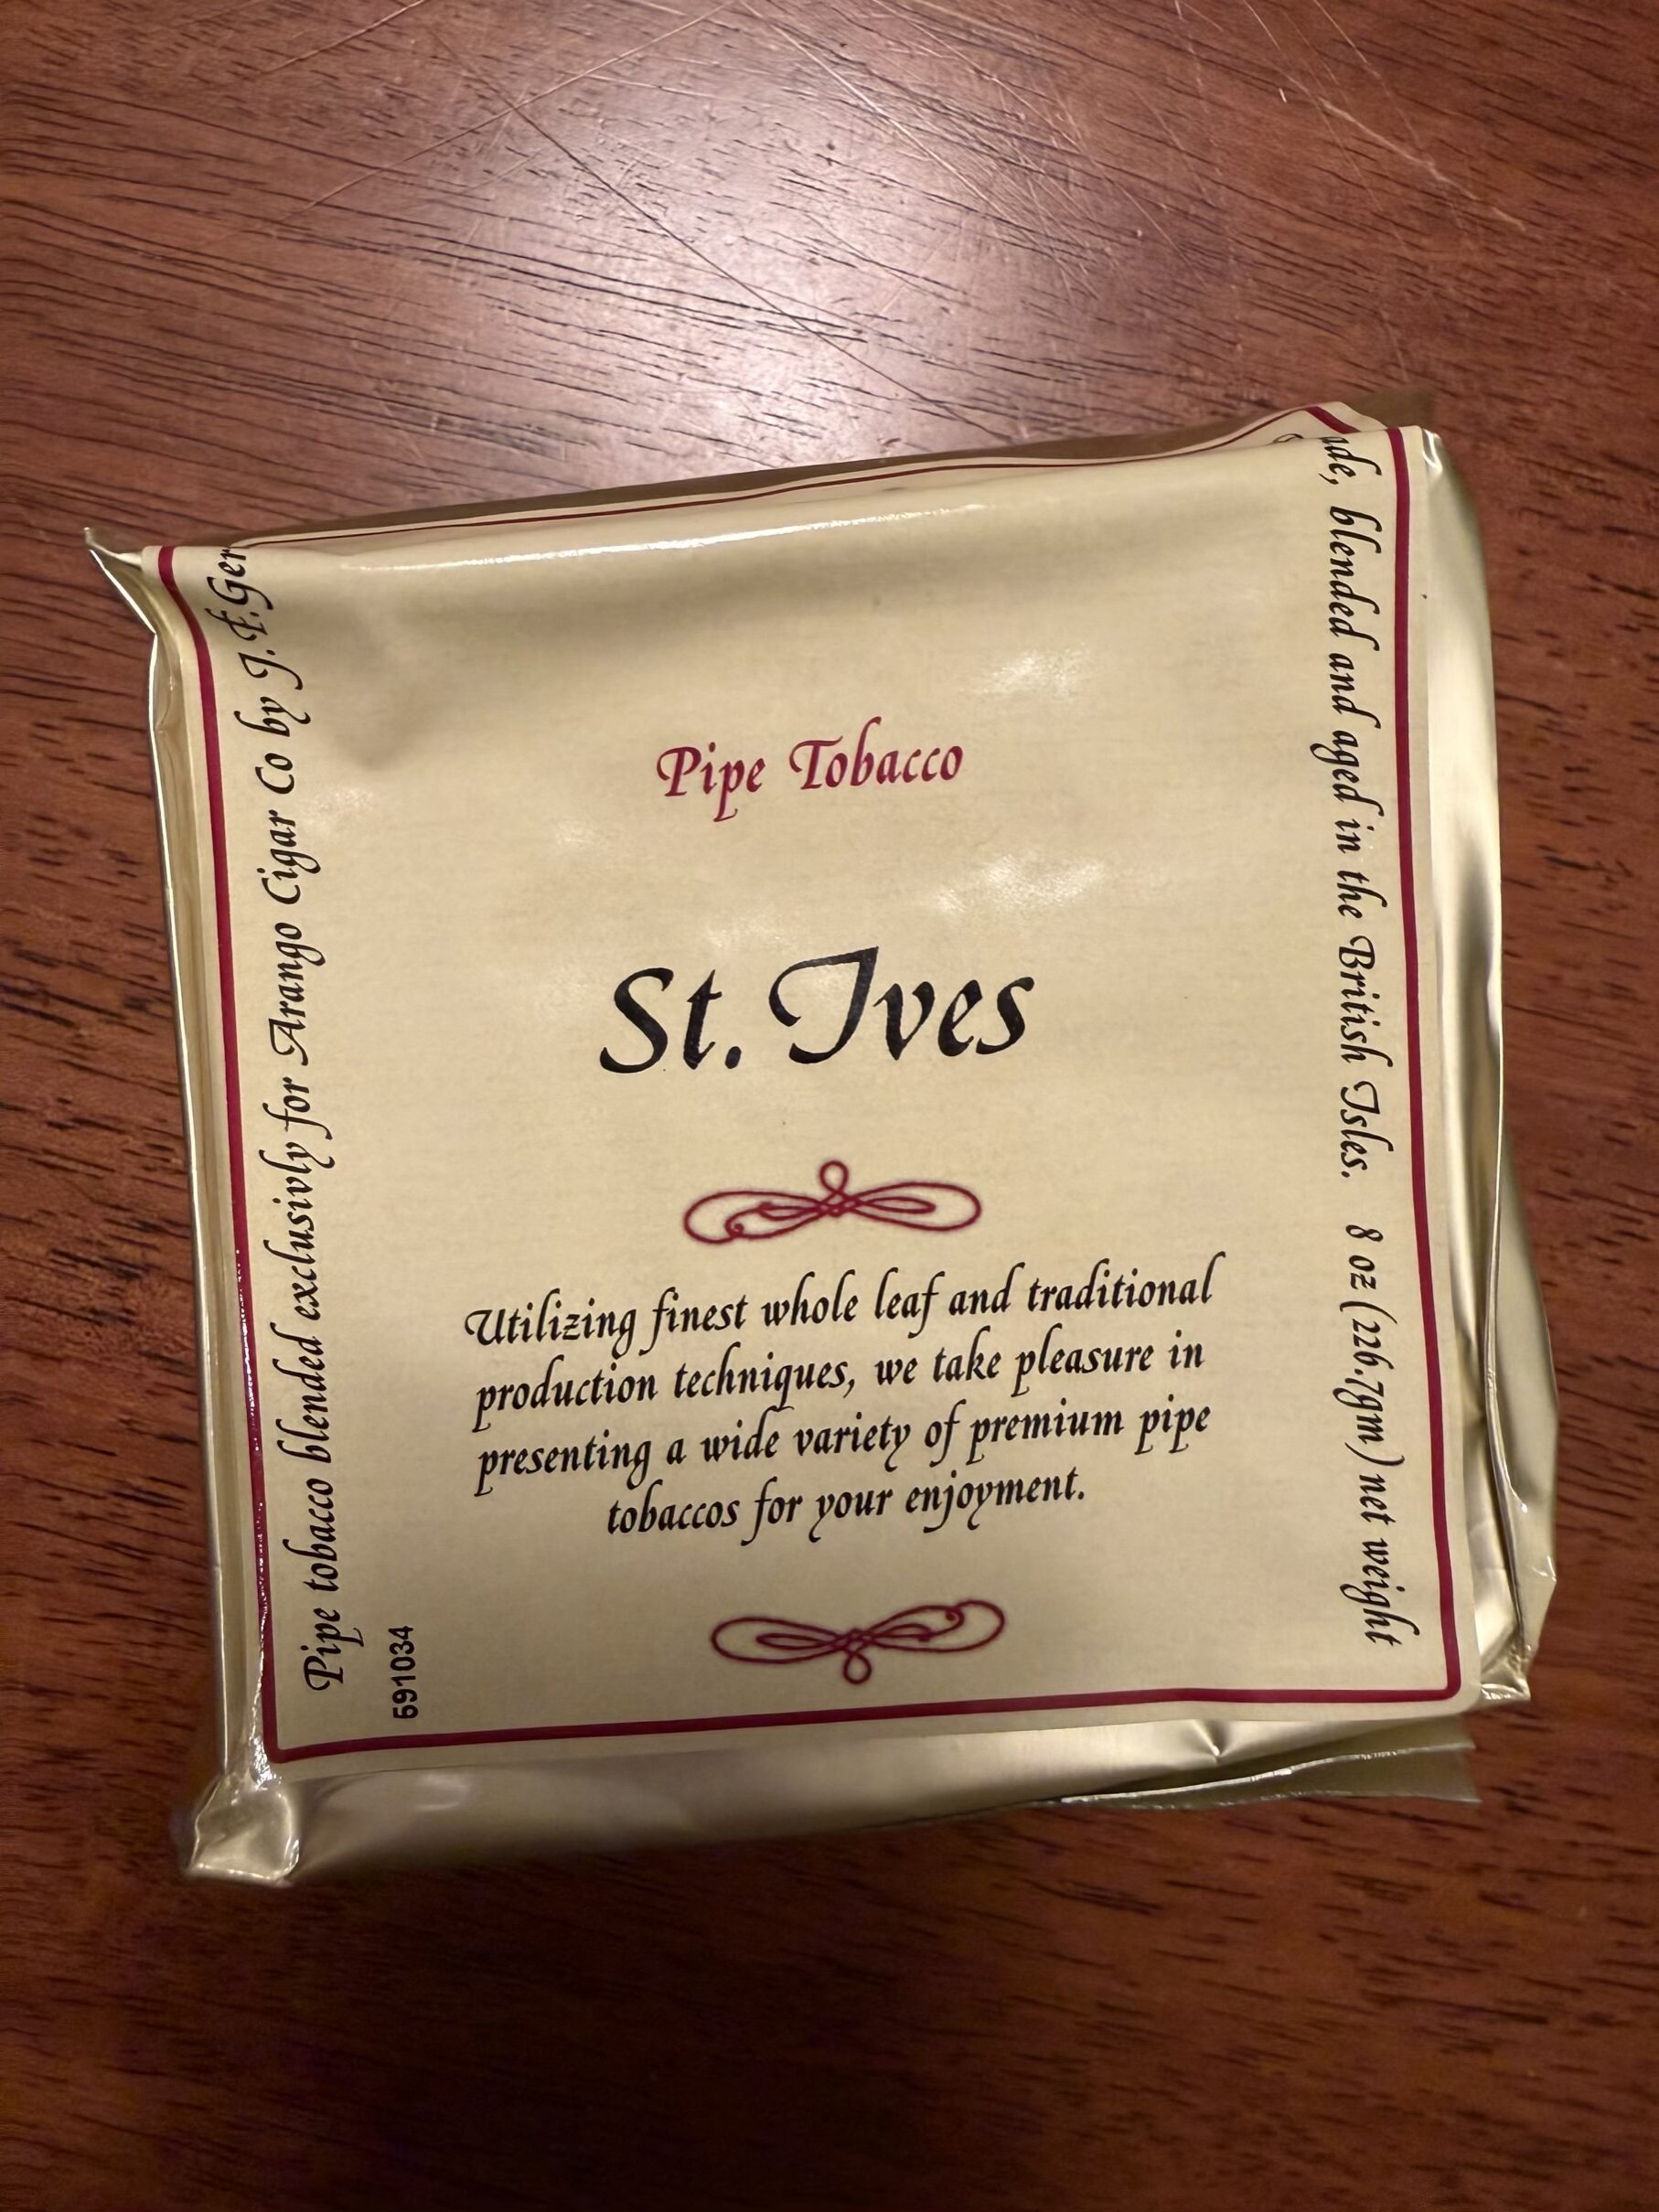 Pipe Tobacco
St. Ives
Utilizing finest whole leaf and traditional
production techniques, we take pleasure in
presenting a wide variety of premium pipe
tobaccos for your enjoyment.
Pipe tobacco blended exclusivly for Arango Cigar Co by J.F.Ger
591034
blended and aged in the British Isles. 8 oz (226.7gm) net weight